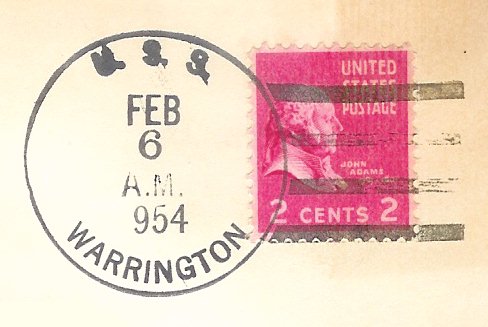 U. S. S.
FEB
6
A.M.
954
WARRINGTON
UNITED
STATES
POSTAGE
JOHN
ADAMS
2 CENTS 2